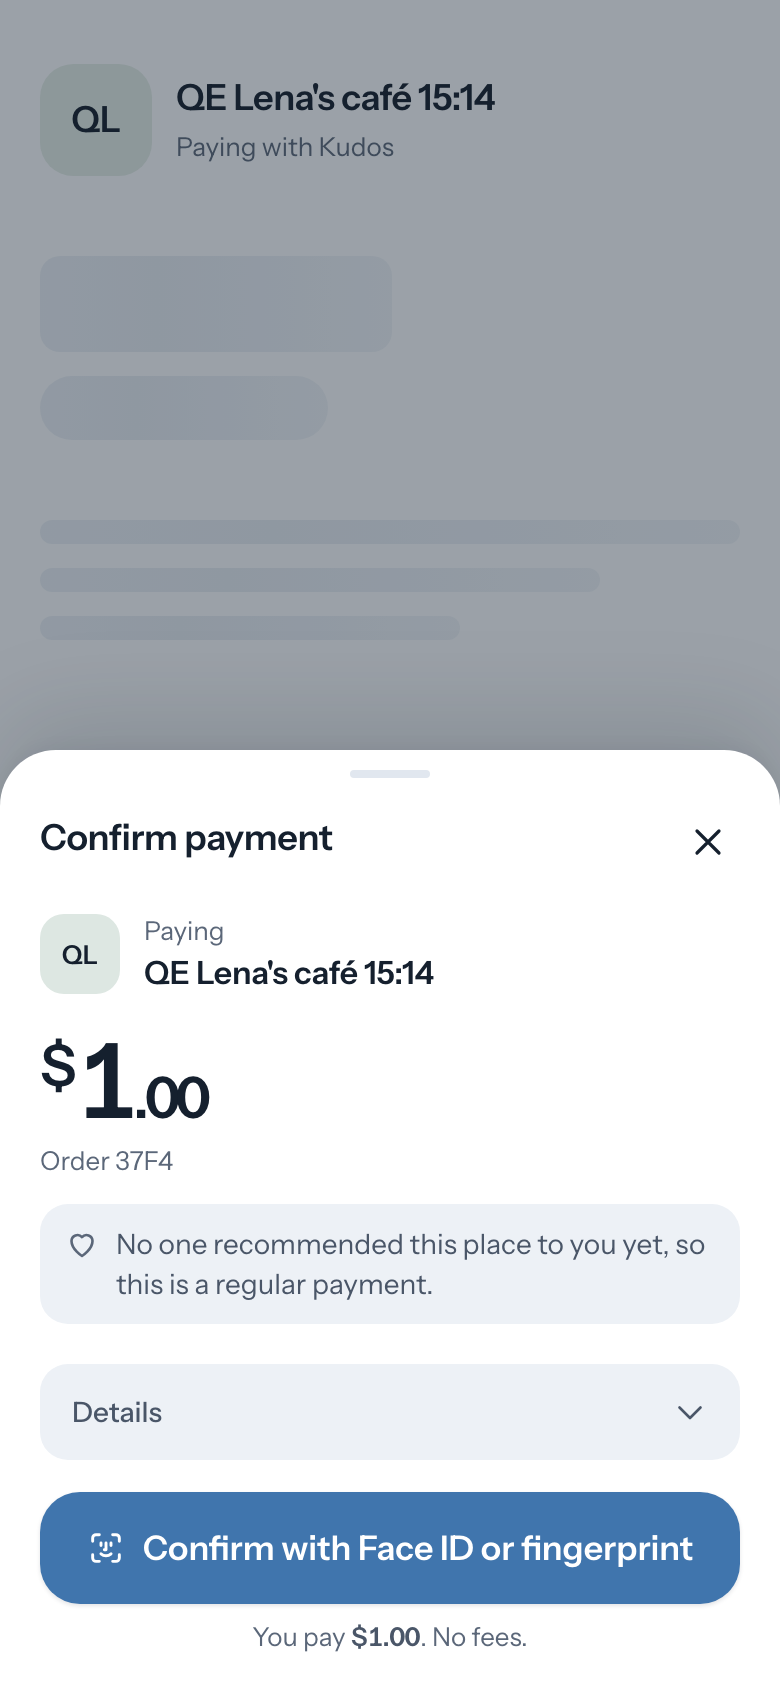 QL
QE Lena's café 15:14
Paying with Kudos
Confirm payment
QL
Paying
QE Lena's café 15:14
$1.00
Order 37F4
No one recommended this place to you yet, so
this is a regular payment.
Details
Confirm with Face ID or fingerprint
You pay $1.00. No fees.